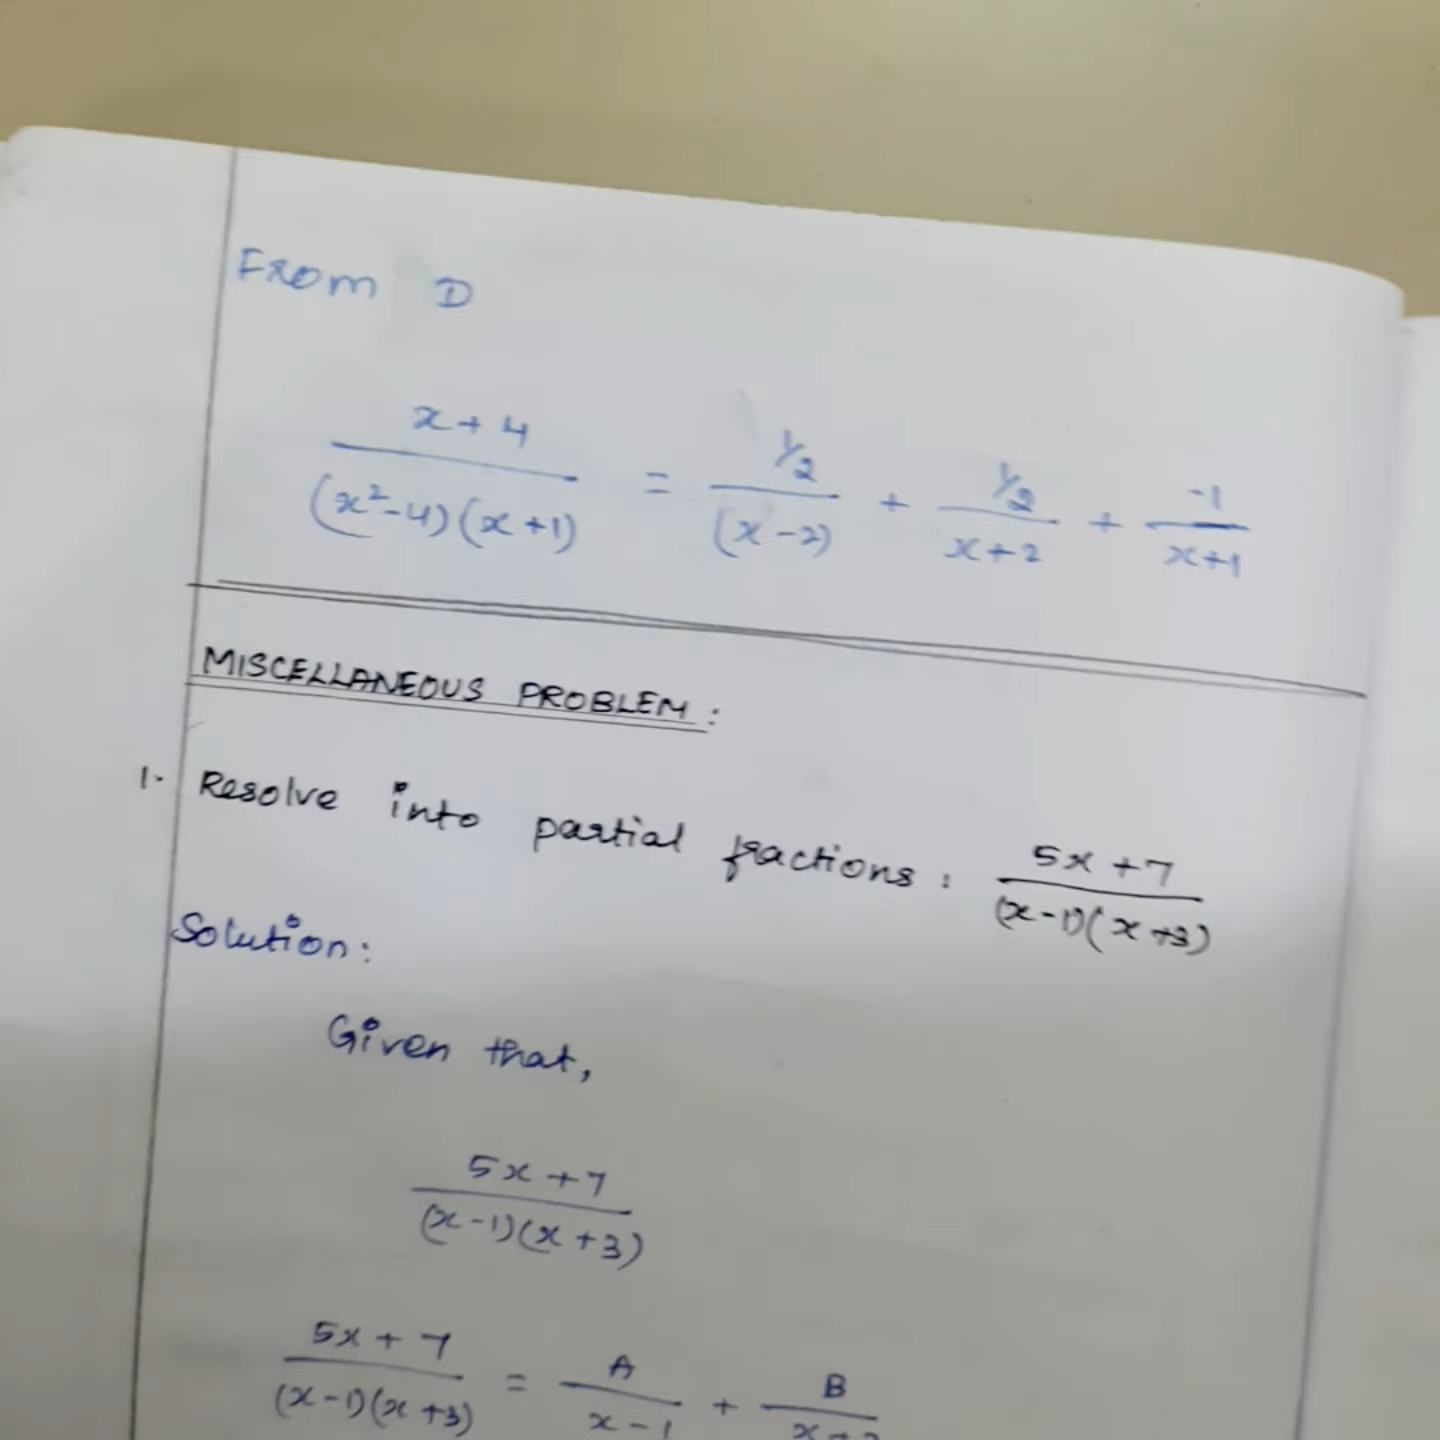 From D
x+4 / (x²-4)(x+1) = ½ / (x-2) + ½ / x+2 + -1 / x+1
MISCELLANEOUS PROBLEM:
1. Resolve into partial fractions: 5x+7 / (x-1)(x+3)
Solution:
Given that,
5x+7 / (x-1)(x+3)
5x+7 / (x-1)(x+3) = A / x-1 + B / x+3